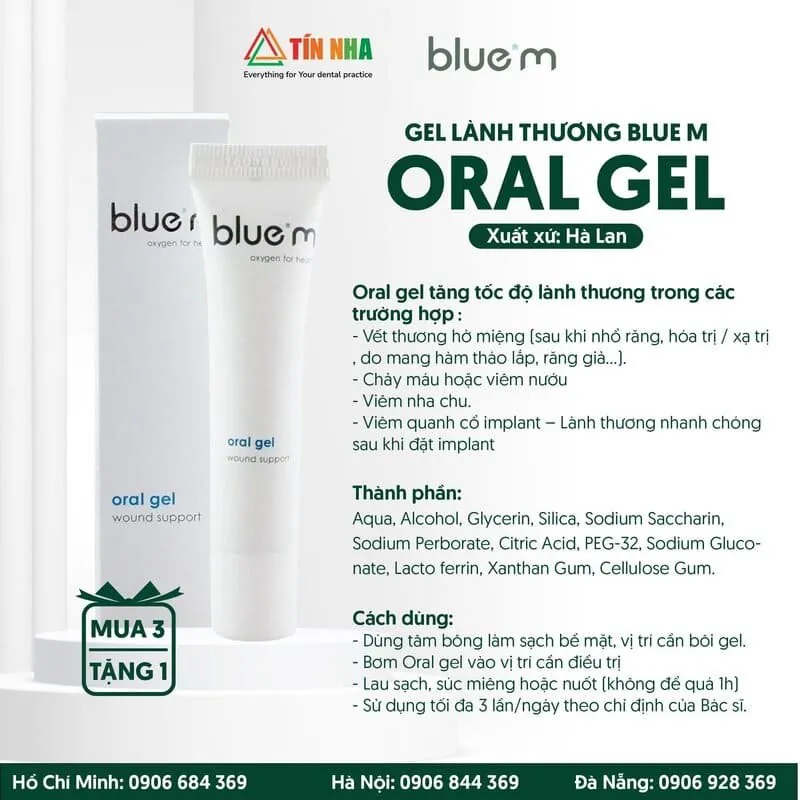 TÍN NHA
Everything for Your dental practice
blue®m
GEL LÀNH THƯƠNG BLUE M
ORAL GEL
Xuất xứ: Hà Lan
blue®m
oxygen for hea
blue®m
oxygen for hea
oral gel
wound support
oral gel
wound support
Oral gel tăng tốc độ lành thương trong các
trường hợp :
- Vết thương hở miệng (sau khi nhổ răng, hóa trị / xạ trị
, do mang hàm tháo lắp, răng giả...).
- Chảy máu hoặc viêm nướu
- Viêm nha chu.
- Viêm quanh cổ implant – Lành thương nhanh chóng
sau khi đặt implant
Thành phần:
Aqua, Alcohol, Glycerin, Silica, Sodium Saccharin,
Sodium Perborate, Citric Acid, PEG-32, Sodium Gluco-
nate, Lacto ferrin, Xanthan Gum, Cellulose Gum.
Cách dùng:
- Dùng tăm bông làm sạch bề mặt, vị trí cần bôi gel.
- Bơm Oral gel vào vị trí cần điều trị
- Lau sạch, súc miệng hoặc nuốt (không để quá 1h)
- Sử dụng tối đa 3 lần/ngày theo chỉ định của Bác sĩ.
MUA 3
TẶNG 1
Hồ Chí Minh: 0906 684 369
Hà Nội: 0906 844 369
Đà Nẵng: 0906 928 369